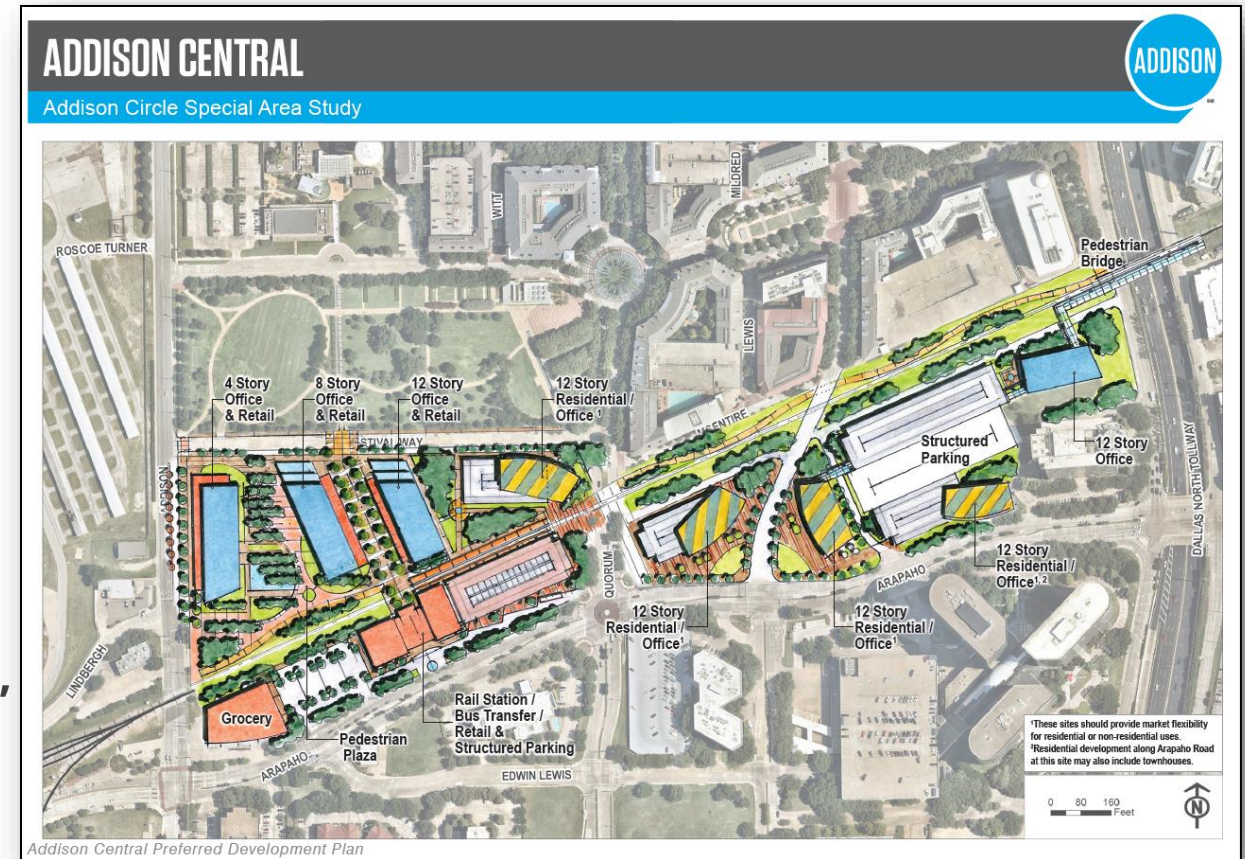 ADDISON CENTRAL
ADDISON
Addison Circle Special Area Study
ROSCOE TURNER
WITT
MILDRED
Pedestrian
Bridge
LEWIS
4 Story
Office
& Retail
8 Story
Office
& Retail
12 Story
Office
& Retail
12 Story
Residential /
Office ¹
STIVAL WAY
Structured
Parking
12 Story
Office
DALLAS NORTH TOLLWAY
ADDISON
QUORUM
ARAPAHO
12 Story
Residential /
Office¹,²
12 Story
Residential /
Office¹
12 Story
Residential /
Office¹
LINDBERGH
Grocery
Pedestrian
Plaza
Rail Station /
Bus Transfer /
Retail &
Structured Parking
ARAPAHO
EDWIN LEWIS
¹These sites should provide market flexibility
for residential or non-residential uses.
²Residential development along Arapaho Road
at this site may also include townhouses.
0 80 160
Feet
N
Addison Central Preferred Development Plan
,